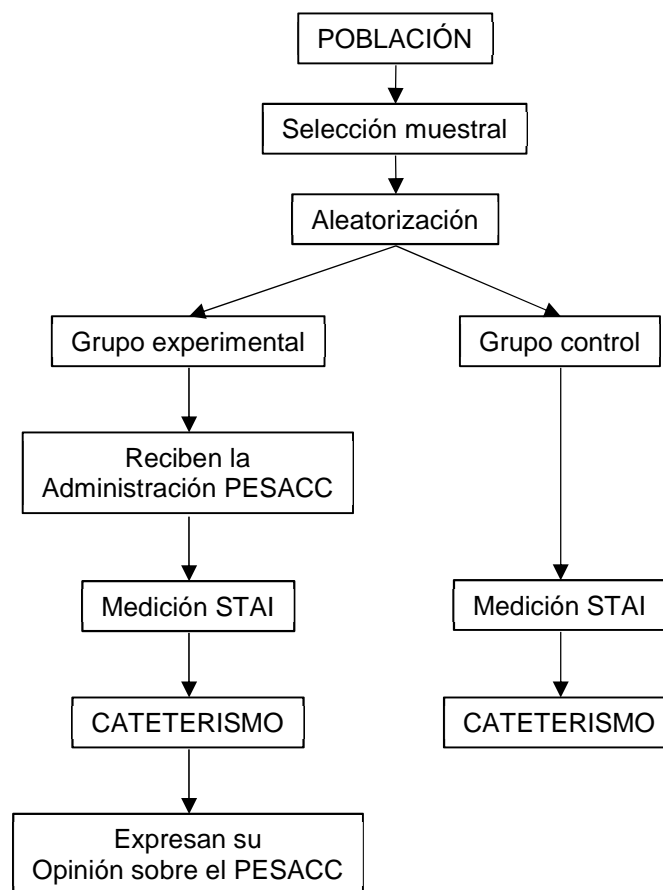 POBLACIÓN
Selección muestral
Aleatorización
Grupo experimental
Grupo control
Reciben la
Administración PESACC
Medición STAI
Medición STAI
CATETERISMO
CATETERISMO
Expresan su
Opinión sobre el PESACC